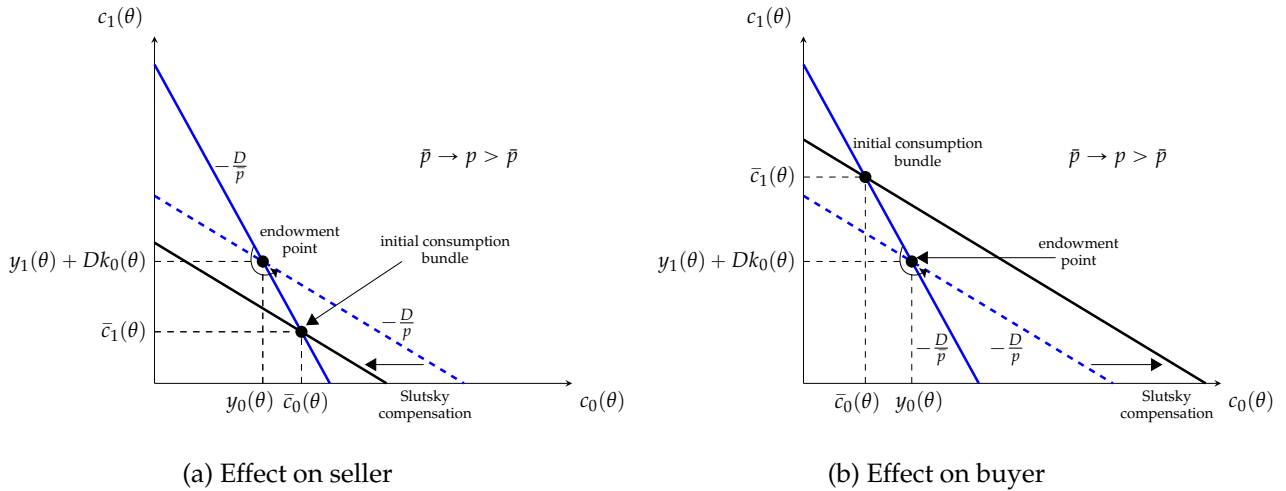 c₁(θ)
−D/p̄
p̄ → p > p̄
endowment
point
initial consumption
bundle
y₁(θ) + Dk₀(θ)
−D/p
c̄₁(θ)
Slutsky
compensation
y₀(θ) c̄₀(θ)
c₀(θ)
(a) Effect on seller
c₁(θ)
initial consumption
bundle
p̄ → p > p̄
c̄₁(θ)
endowment
point
y₁(θ) + Dk₀(θ)
−D/p̄
−D/p
Slutsky
compensation
c̄₀(θ) y₀(θ)
c₀(θ)
(b) Effect on buyer